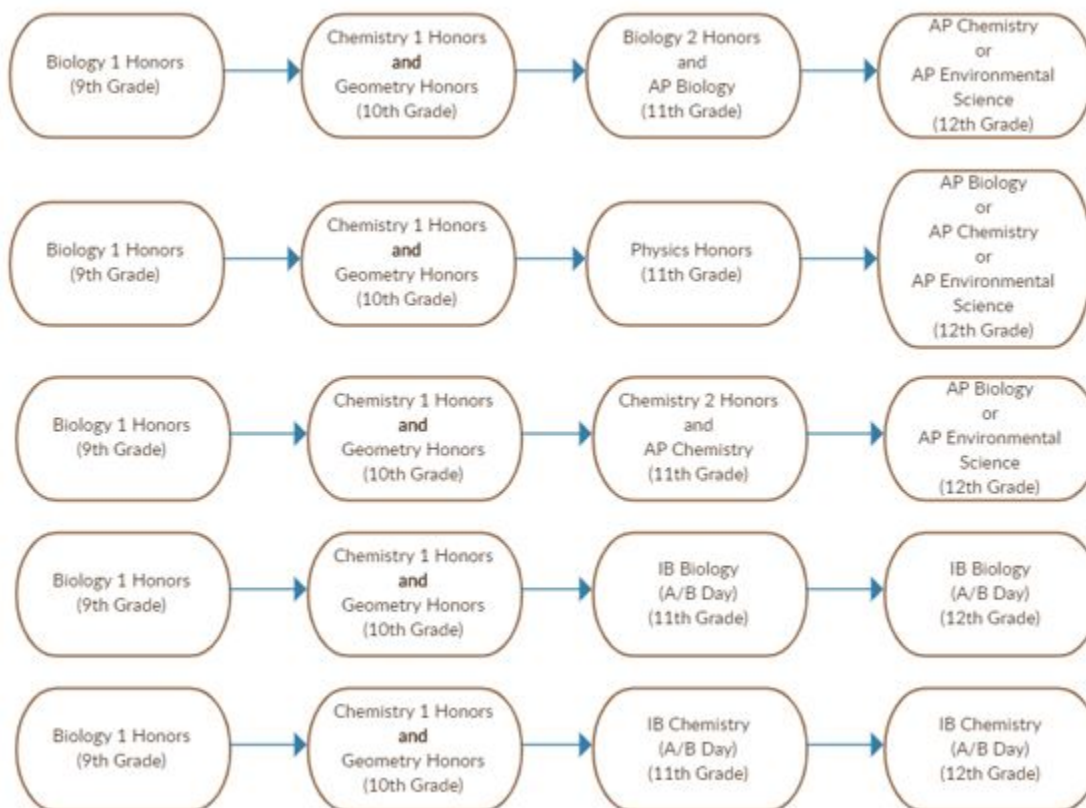 Biology 1 Honors
(9th Grade)
Chemistry 1 Honors
and
Geometry Honors
(10th Grade)
Biology 2 Honors
and
AP Biology
(11th Grade)
AP Chemistry
or
AP Environmental
Science
(12th Grade)
Biology 1 Honors
(9th Grade)
Chemistry 1 Honors
and
Geometry Honors
(10th Grade)
Physics Honors
(11th Grade)
AP Biology
or
AP Chemistry
or
AP Environmental
Science
(12th Grade)
Biology 1 Honors
(9th Grade)
Chemistry 1 Honors
and
Geometry Honors
(10th Grade)
Chemistry 2 Honors
and
AP Chemistry
(11th Grade)
AP Biology
or
AP Environmental
Science
(12th Grade)
Biology 1 Honors
(9th Grade)
Chemistry 1 Honors
and
Geometry Honors
(10th Grade)
IB Biology
(A/B Day)
(11th Grade)
IB Biology
(A/B Day)
(12th Grade)
Biology 1 Honors
(9th Grade)
Chemistry 1 Honors
and
Geometry Honors
(10th Grade)
IB Chemistry
(A/B Day)
(11th Grade)
IB Chemistry
(A/B Day)
(12th Grade)